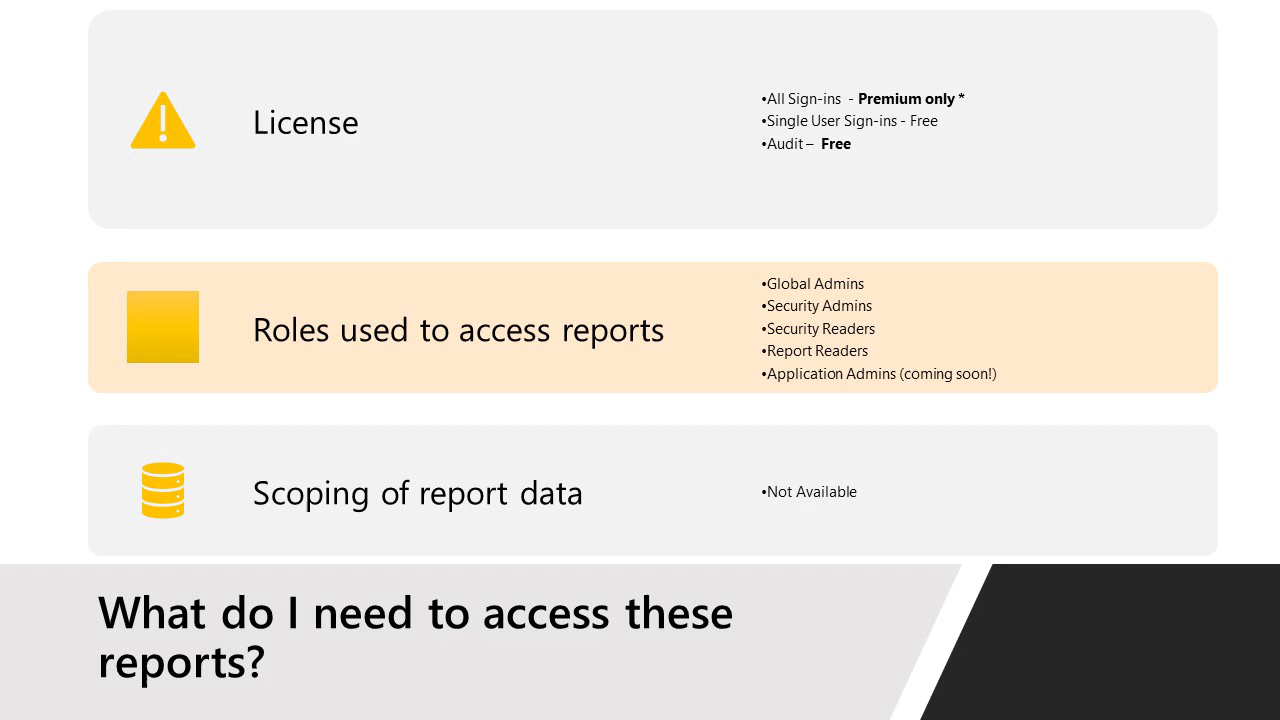 License
•All Sign-ins - Premium only *
•Single User Sign-ins - Free
•Audit – Free
Roles used to access reports
•Global Admins
•Security Admins
•Security Readers
•Report Readers
•Application Admins (coming soon!)
Scoping of report data
•Not Available
What do I need to access these
reports?